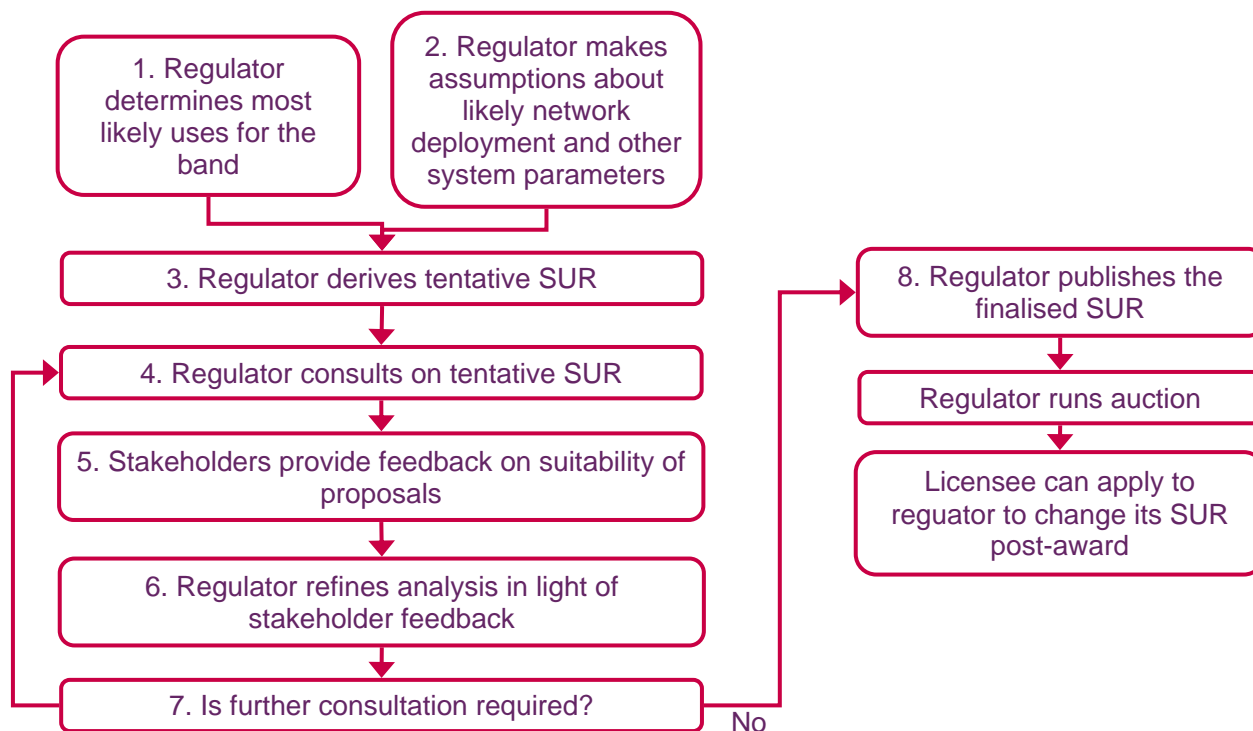 1. Regulator
determines most
likely uses for the
band
2. Regulator makes
assumptions about
likely network
deployment and other
system parameters
3. Regulator derives tentative SUR
4. Regulator consults on tentative SUR
5. Stakeholders provide feedback on suitability of
proposals
6. Regulator refines analysis in light of
stakeholder feedback
7. Is further consultation required?
No
8. Regulator publishes the
finalised SUR
Regulator runs auction
Licensee can apply to
reguator to change its SUR
post-award